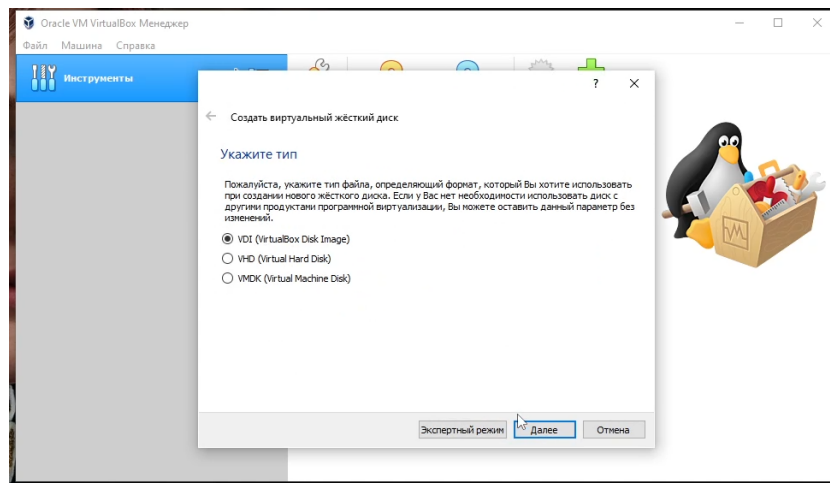 Oracle VM VirtualBox Менеджер
Файл Машина Справка
Инструменты
?
Создать виртуальный жёсткий диск
Укажите тип
Пожалуйста, укажите тип файла, определяющий формат, который Вы хотите использовать
при создании нового жёсткого диска. Если у Вас нет необходимости использовать диск с
другими продуктами программной виртуализации, Вы можете оставить данный параметр без
изменений.
VDI (VirtualBox Disk Image)
VHD (Virtual Hard Disk)
VMDK (Virtual Machine Disk)
Экспертный режим Далее Отмена